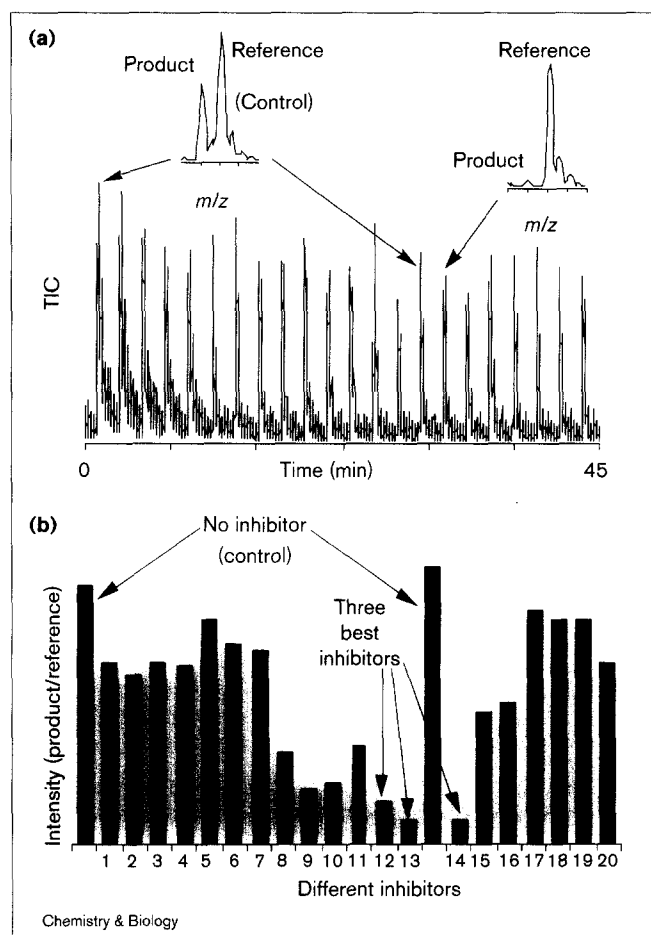 (a)
Product
Reference
(Control)
Reference
Product
m/z
m/z
TIC
0
Time (min)
45
(b)
No inhibitor
(control)
Three
best
inhibitors
Intensity (product/reference)
1 2 3 4 5 6 7 8 9 10 11 12 13 14 15 16 17 18 19 20
Different inhibitors
Chemistry & Biology